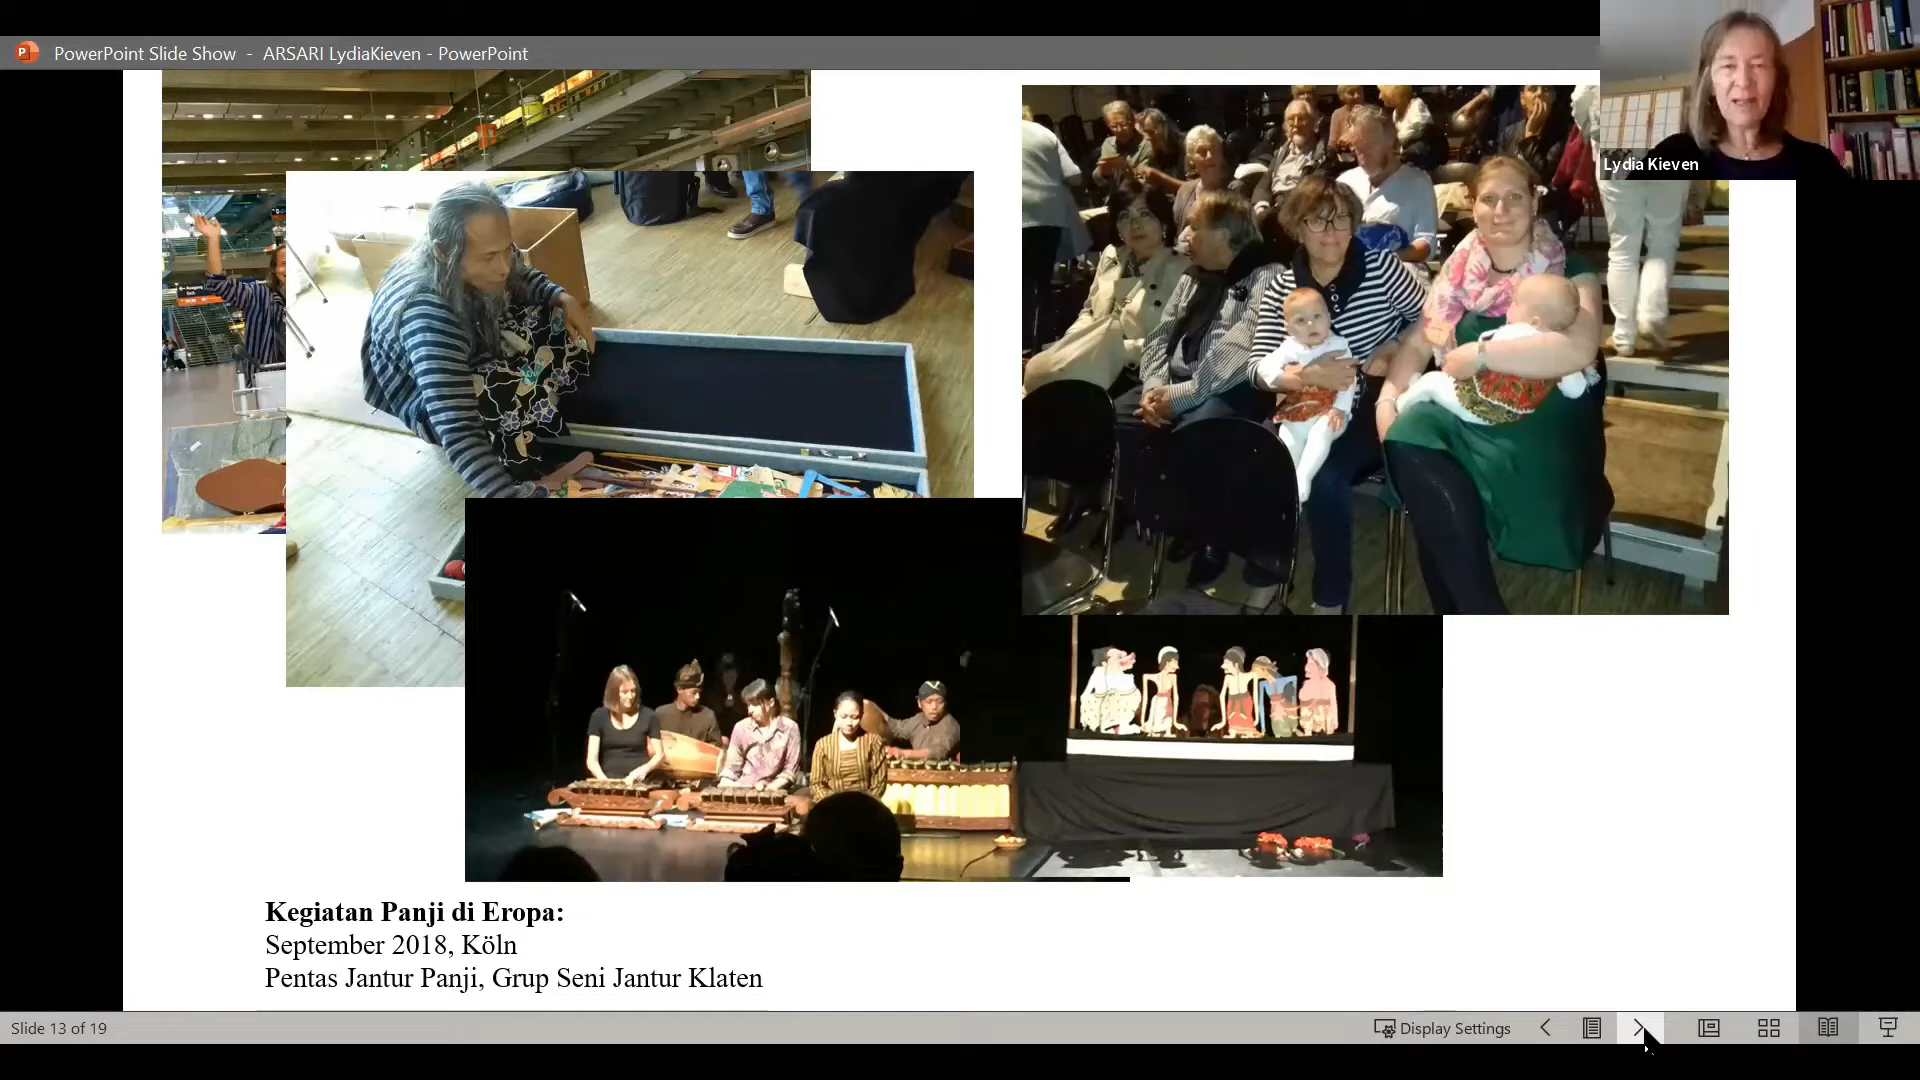 PowerPoint Slide Show - ARSARI LydiaKieven - PowerPoint
Lydia Kieven
Kegiatan Panji di Eropa:
September 2018, Köln
Pentas Jantur Panji, Grup Seni Jantur Klaten
Slide 13 of 19
Display Settings